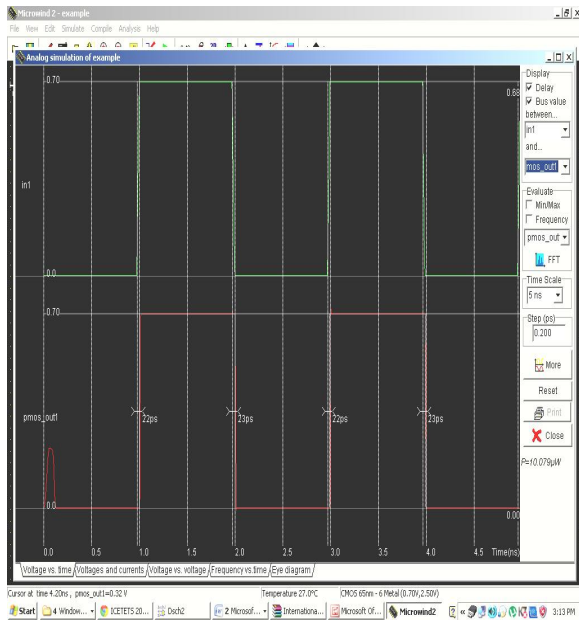 Microwind 2 - example
File View Edit Simulate Compile Analysis Help
Analog simulation of example
0.70
0.68
in1
0.0
0.70
pmos_out1
22ps
23ps
22ps
23ps
0.0
0.00
0.0 0.5 1.0 1.5 2.0 2.5 3.0 3.5 4.0 4.5 Time(ns)
Voltage vs. time Voltages and currents Voltage vs. voltage Frequency vs.time Eye diagram
Display
Delay
Bus value
between...
in1
and...
mos_out1
Evaluate
Min/Max
Frequency
pmos_out
FFT
Time Scale
5 ns
Step (ps)
0.200
More
Reset
Print
Close
P=10.079µW
Cursor at time 4.20ns , pmos_out1=0.32 V
Temperature 27.0°C
CMOS 65nm - 6 Metal (0.70V,2.50V)
Start
4 Window...
ICETETS 20...
Dsch2
2 Microsof...
Internationa...
Microsoft Of...
Microwind2
3:13 PM